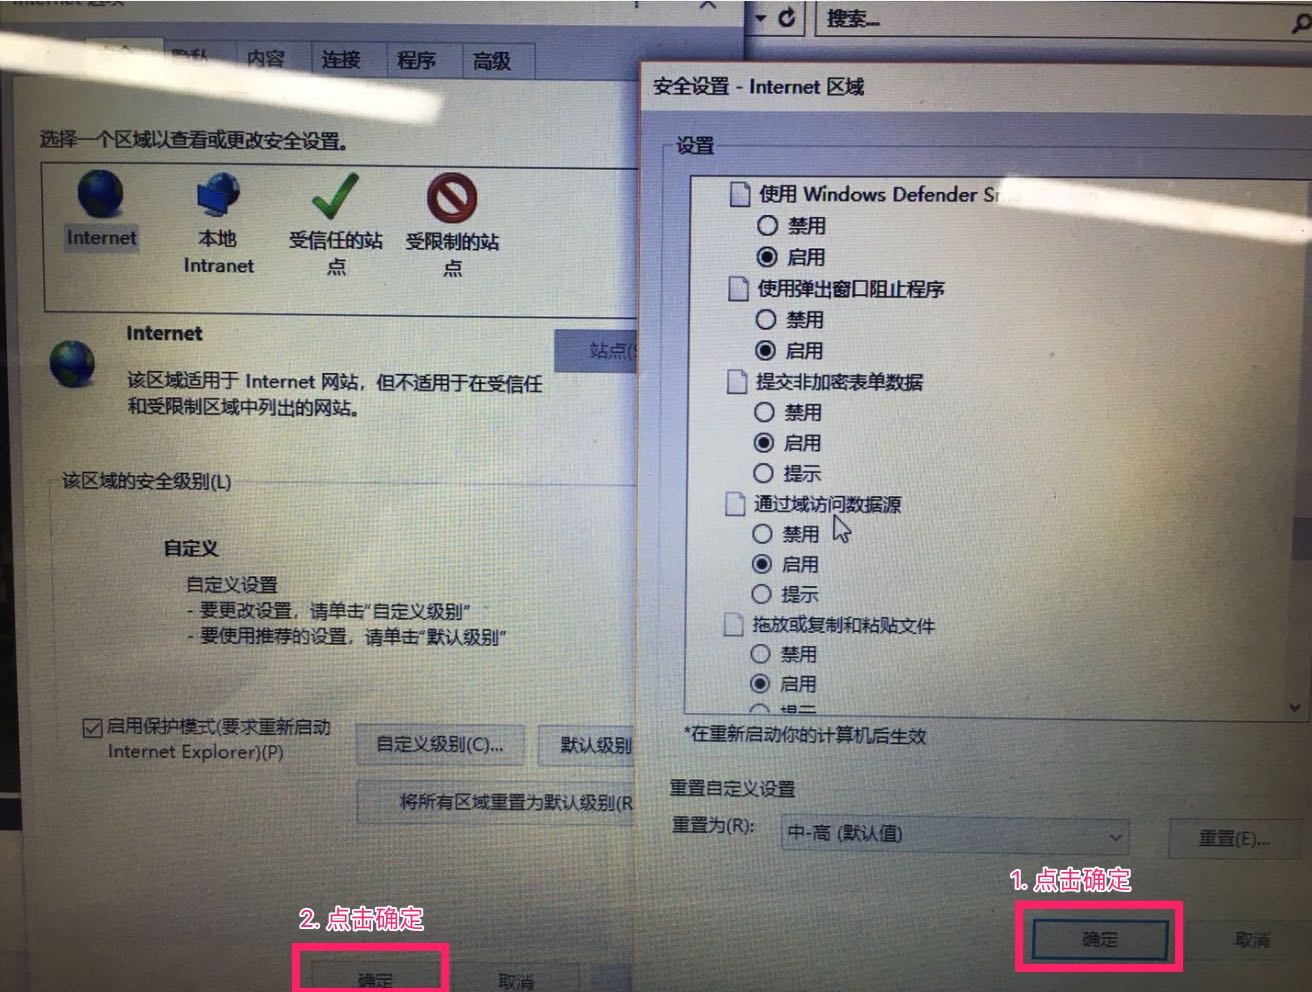 Internet 选项
搜索...
安全 隐私 内容 连接 程序 高级
选择一个区域以查看或更改安全设置。
Internet
本地
Intranet
受信任的站
点
受限制的站
点
Internet
站点(S
该区域适用于 Internet 网站，但不适用于在受信任
和受限制区域中列出的网站。
该区域的安全级别(L)
自定义
自定义设置
- 要更改设置，请单击“自定义级别”
- 要使用推荐的设置，请单击“默认级别”
启用保护模式(要求重新启动
Internet Explorer)(P)
自定义级别(C)...
默认级别
将所有区域重置为默认级别(R
2. 点击确定
确定
取消
安全设置 - Internet 区域
设置
使用 Windows Defender
禁用
启用
使用弹出窗口阻止程序
禁用
启用
提交非加密表单数据
禁用
启用
提示
通过域访问数据源
禁用
启用
提示
拖放或复制和粘贴文件
禁用
启用
提示
*在重新启动你的计算机后生效
重置自定义设置
重置为(R):
中-高 (默认值)
重置(E)...
1. 点击确定
确定
取消